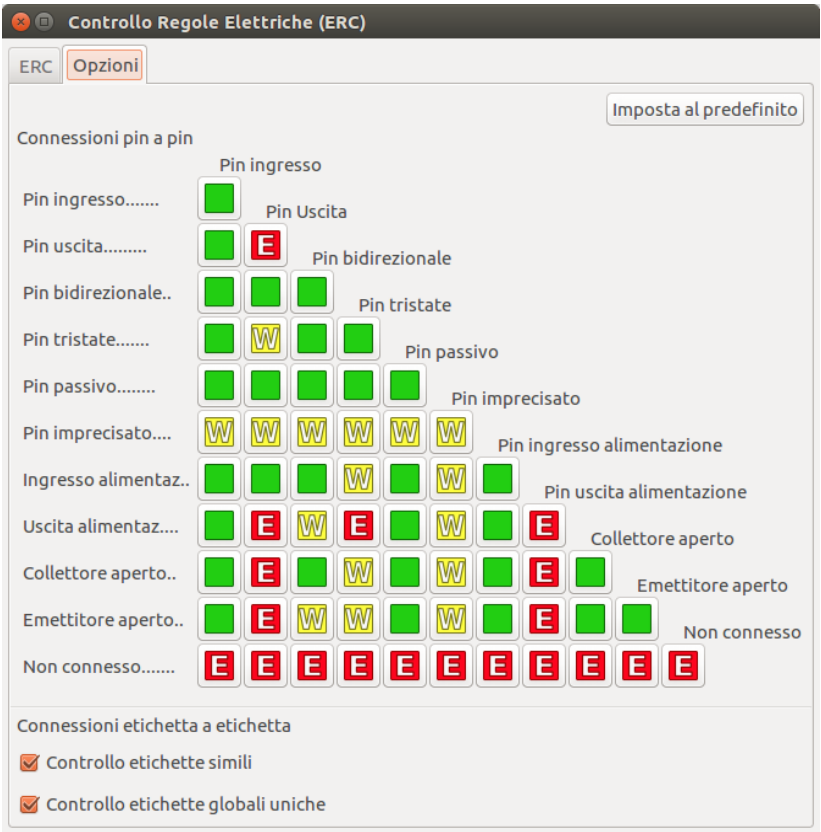 Controllo Regole Elettriche (ERC)
ERC Opzioni
Imposta al predefinito
Connessioni pin a pin
Pin ingresso
Pin ingresso.......
Pin Uscita
Pin uscita......... E
Pin bidirezionale
Pin bidirezionale..
Pin tristate
Pin tristate....... W
Pin passivo
Pin passivo........
Pin imprecisato
Pin imprecisato.... W W W W W W
Pin ingresso alimentazione
Ingresso alimentaz.. W W
Pin uscita alimentazione
Uscita alimentaz.... E W E W E
Collettore aperto
Collettore aperto.. E W W E
Emettitore aperto
Emettitore aperto.. E W W W E
Non connesso
Non connesso....... E E E E E E E E E E E
Connessioni etichetta a etichetta
Controllo etichette simili
Controllo etichette globali uniche